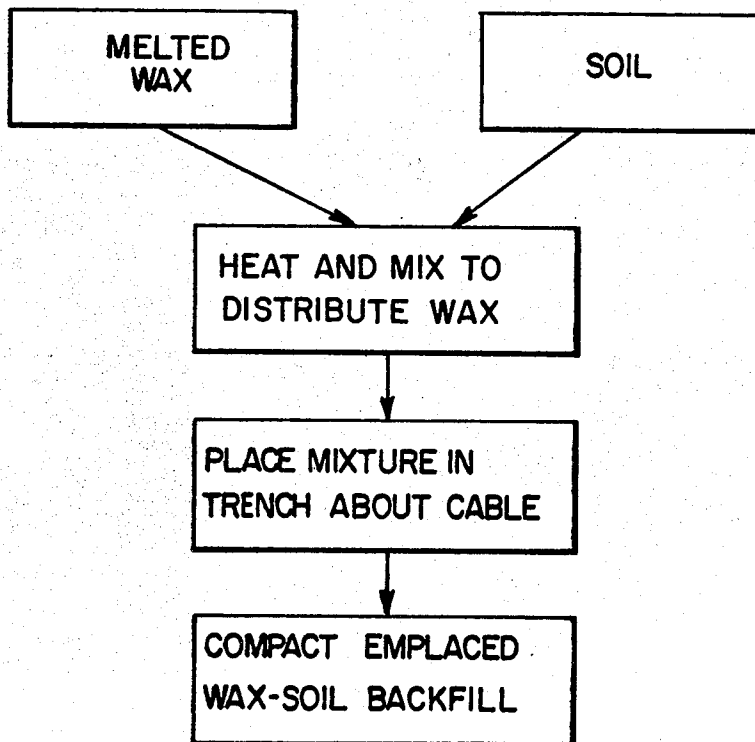 MELTED
WAX
SOIL
HEAT AND MIX TO
DISTRIBUTE WAX
PLACE MIXTURE IN
TRENCH ABOUT CABLE
COMPACT EMPLACED
WAX-SOIL BACKFILL